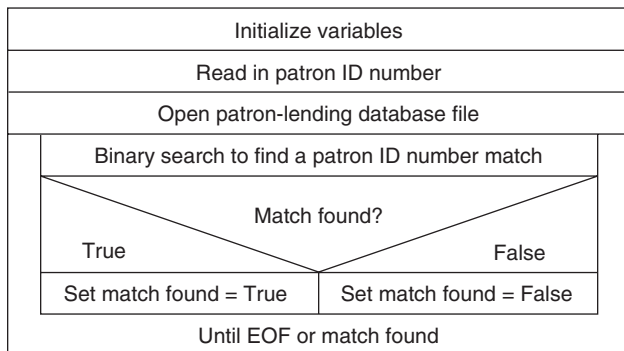 Initialize variables
Read in patron ID number
Open patron-lending database file
Binary search to find a patron ID number match
Match found?
True
False
Set match found = True
Set match found = False
Until EOF or match found